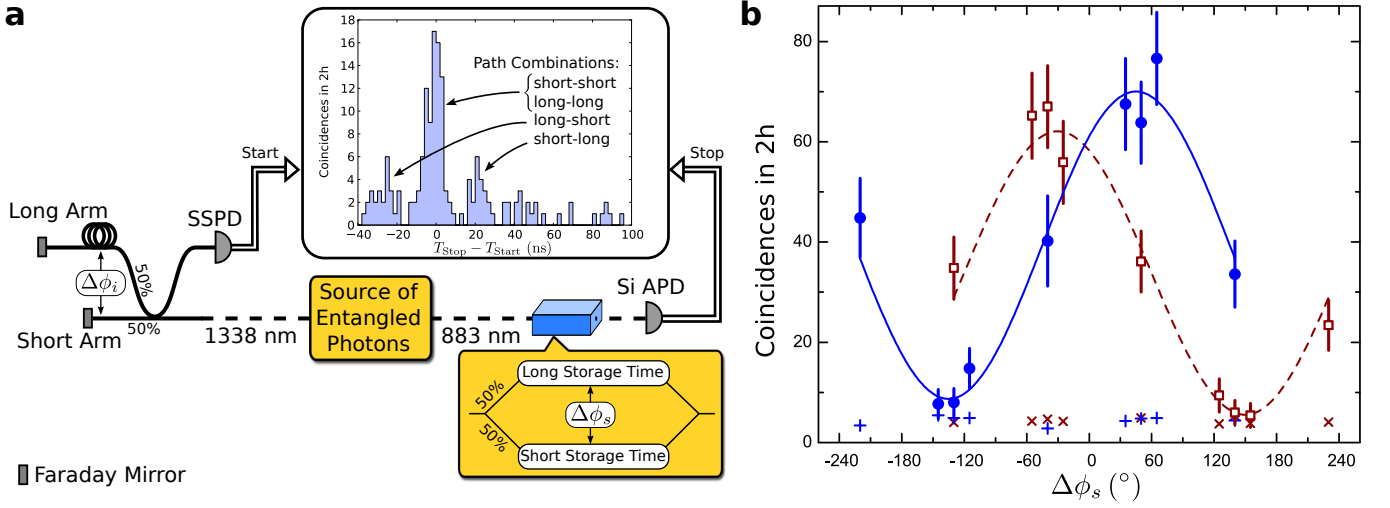 a
Coincidences in 2h
18
16
14
12
10
8
6
4
2
0
−40
−20
0
20
40
60
80
100
T_Stop − T_Start (ns)
Path Combinations:
short-short
long-long
long-short
short-long
Start
Stop
Long Arm
SSPD
Δϕ_i
50%
50%
Short Arm
1338 nm
Source of
Entangled
Photons
883 nm
Si APD
Long Storage Time
50%
Δϕ_s
50%
Short Storage Time
Faraday Mirror
b
Coincidences in 2h
80
60
40
20
0
-240
-180
-120
-60
0
60
120
180
240
Δϕ_s (°)